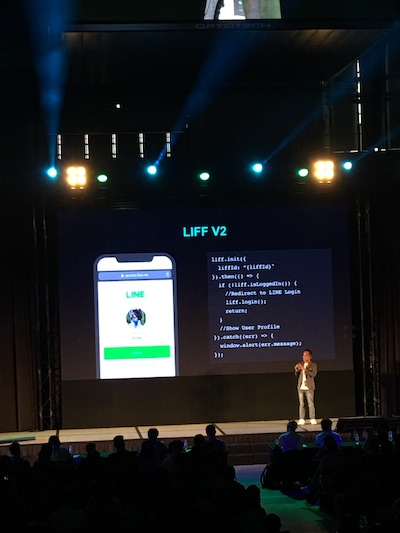 OPTOTECH
LIFF V2
LINE
liff.init({
liffId: "{liffId}"
}).then(() => {
if (!liff.isLoggedIn()) {
//Redirect to LINE Login
liff.login();
return;
}
//Show User Profile
}).catch((err) => {
window.alert(err.message);
});